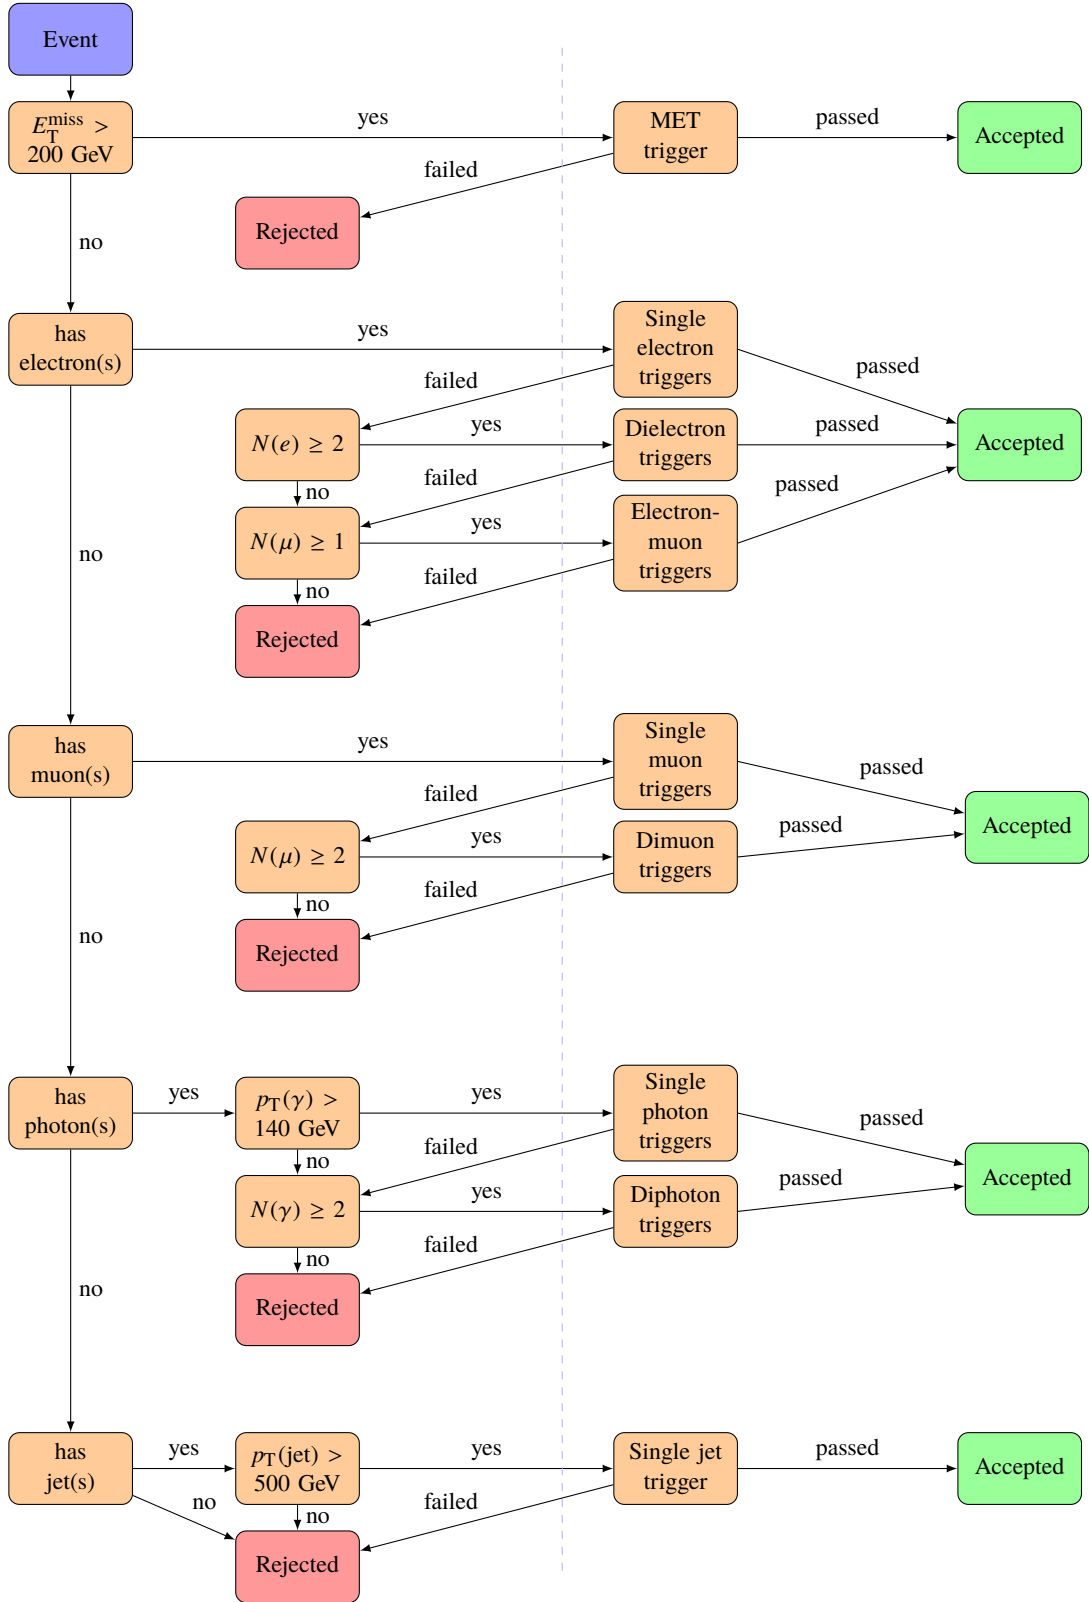 Event
E_T^miss >
200 GeV
yes
MET
trigger
passed
Accepted
failed
Rejected
no
has
electron(s)
yes
Single
electron
triggers
passed
failed
N(e) ≥ 2
yes
Dielectron
triggers
passed
Accepted
no
failed
passed
N(μ) ≥ 1
yes
Electron-
muon
triggers
no
failed
Rejected
no
has
muon(s)
yes
Single
muon
triggers
passed
failed
Accepted
N(μ) ≥ 2
yes
Dimuon
triggers
passed
no
failed
Rejected
no
has
photon(s)
yes
p_T(γ) >
140 GeV
yes
Single
photon
triggers
passed
no
failed
Accepted
N(γ) ≥ 2
yes
Diphoton
triggers
passed
no
failed
Rejected
no
has
jet(s)
yes
p_T(jet) >
500 GeV
yes
Single jet
trigger
passed
Accepted
no
no
failed
Rejected